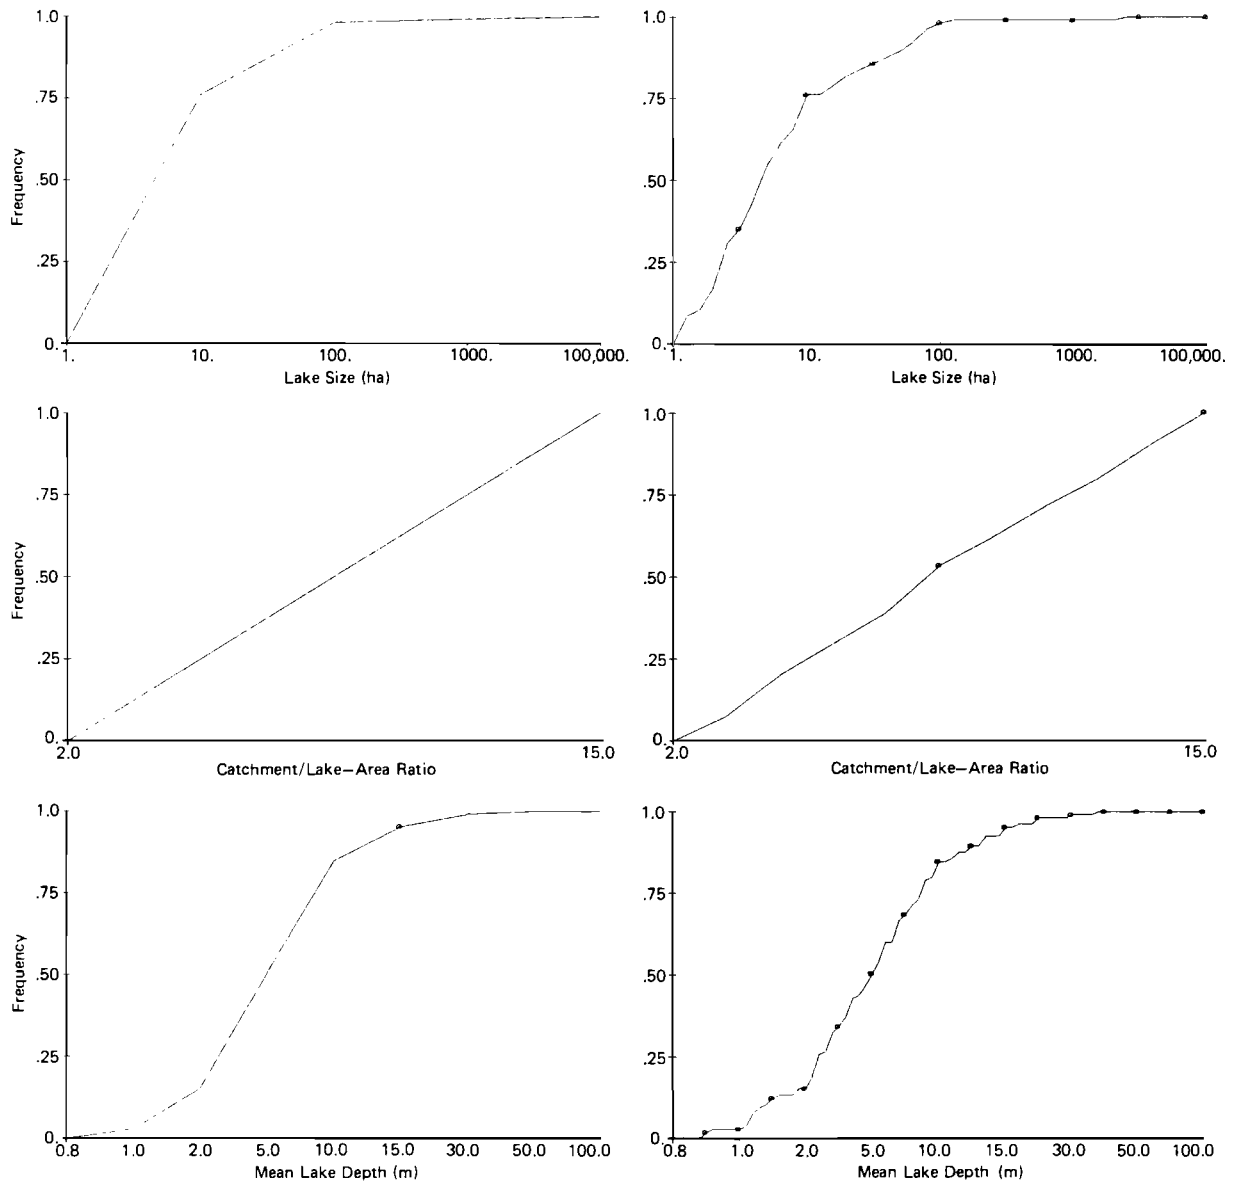 1.0
.75
.50
.25
0.
Frequency
1. 10. 100. 1000. 100,000.
Lake Size (ha)
1.0
.75
.50
.25
0.
1. 10. 100. 1000. 100,000.
Lake Size (ha)
1.0
.75
.50
.25
0.
Frequency
2.0 15.0
Catchment/Lake–Area Ratio
1.0
.75
.50
.25
0.
2.0 15.0
Catchment/Lake–Area Ratio
1.0
.75
.50
.25
0.
Frequency
0.8 1.0 2.0 5.0 10.0 15.0 30.0 50.0 100.0
Mean Lake Depth (m)
1.0
.75
.50
.25
0.
0.8 1.0 2.0 5.0 10.0 15.0 30.0 50.0 100.0
Mean Lake Depth (m)